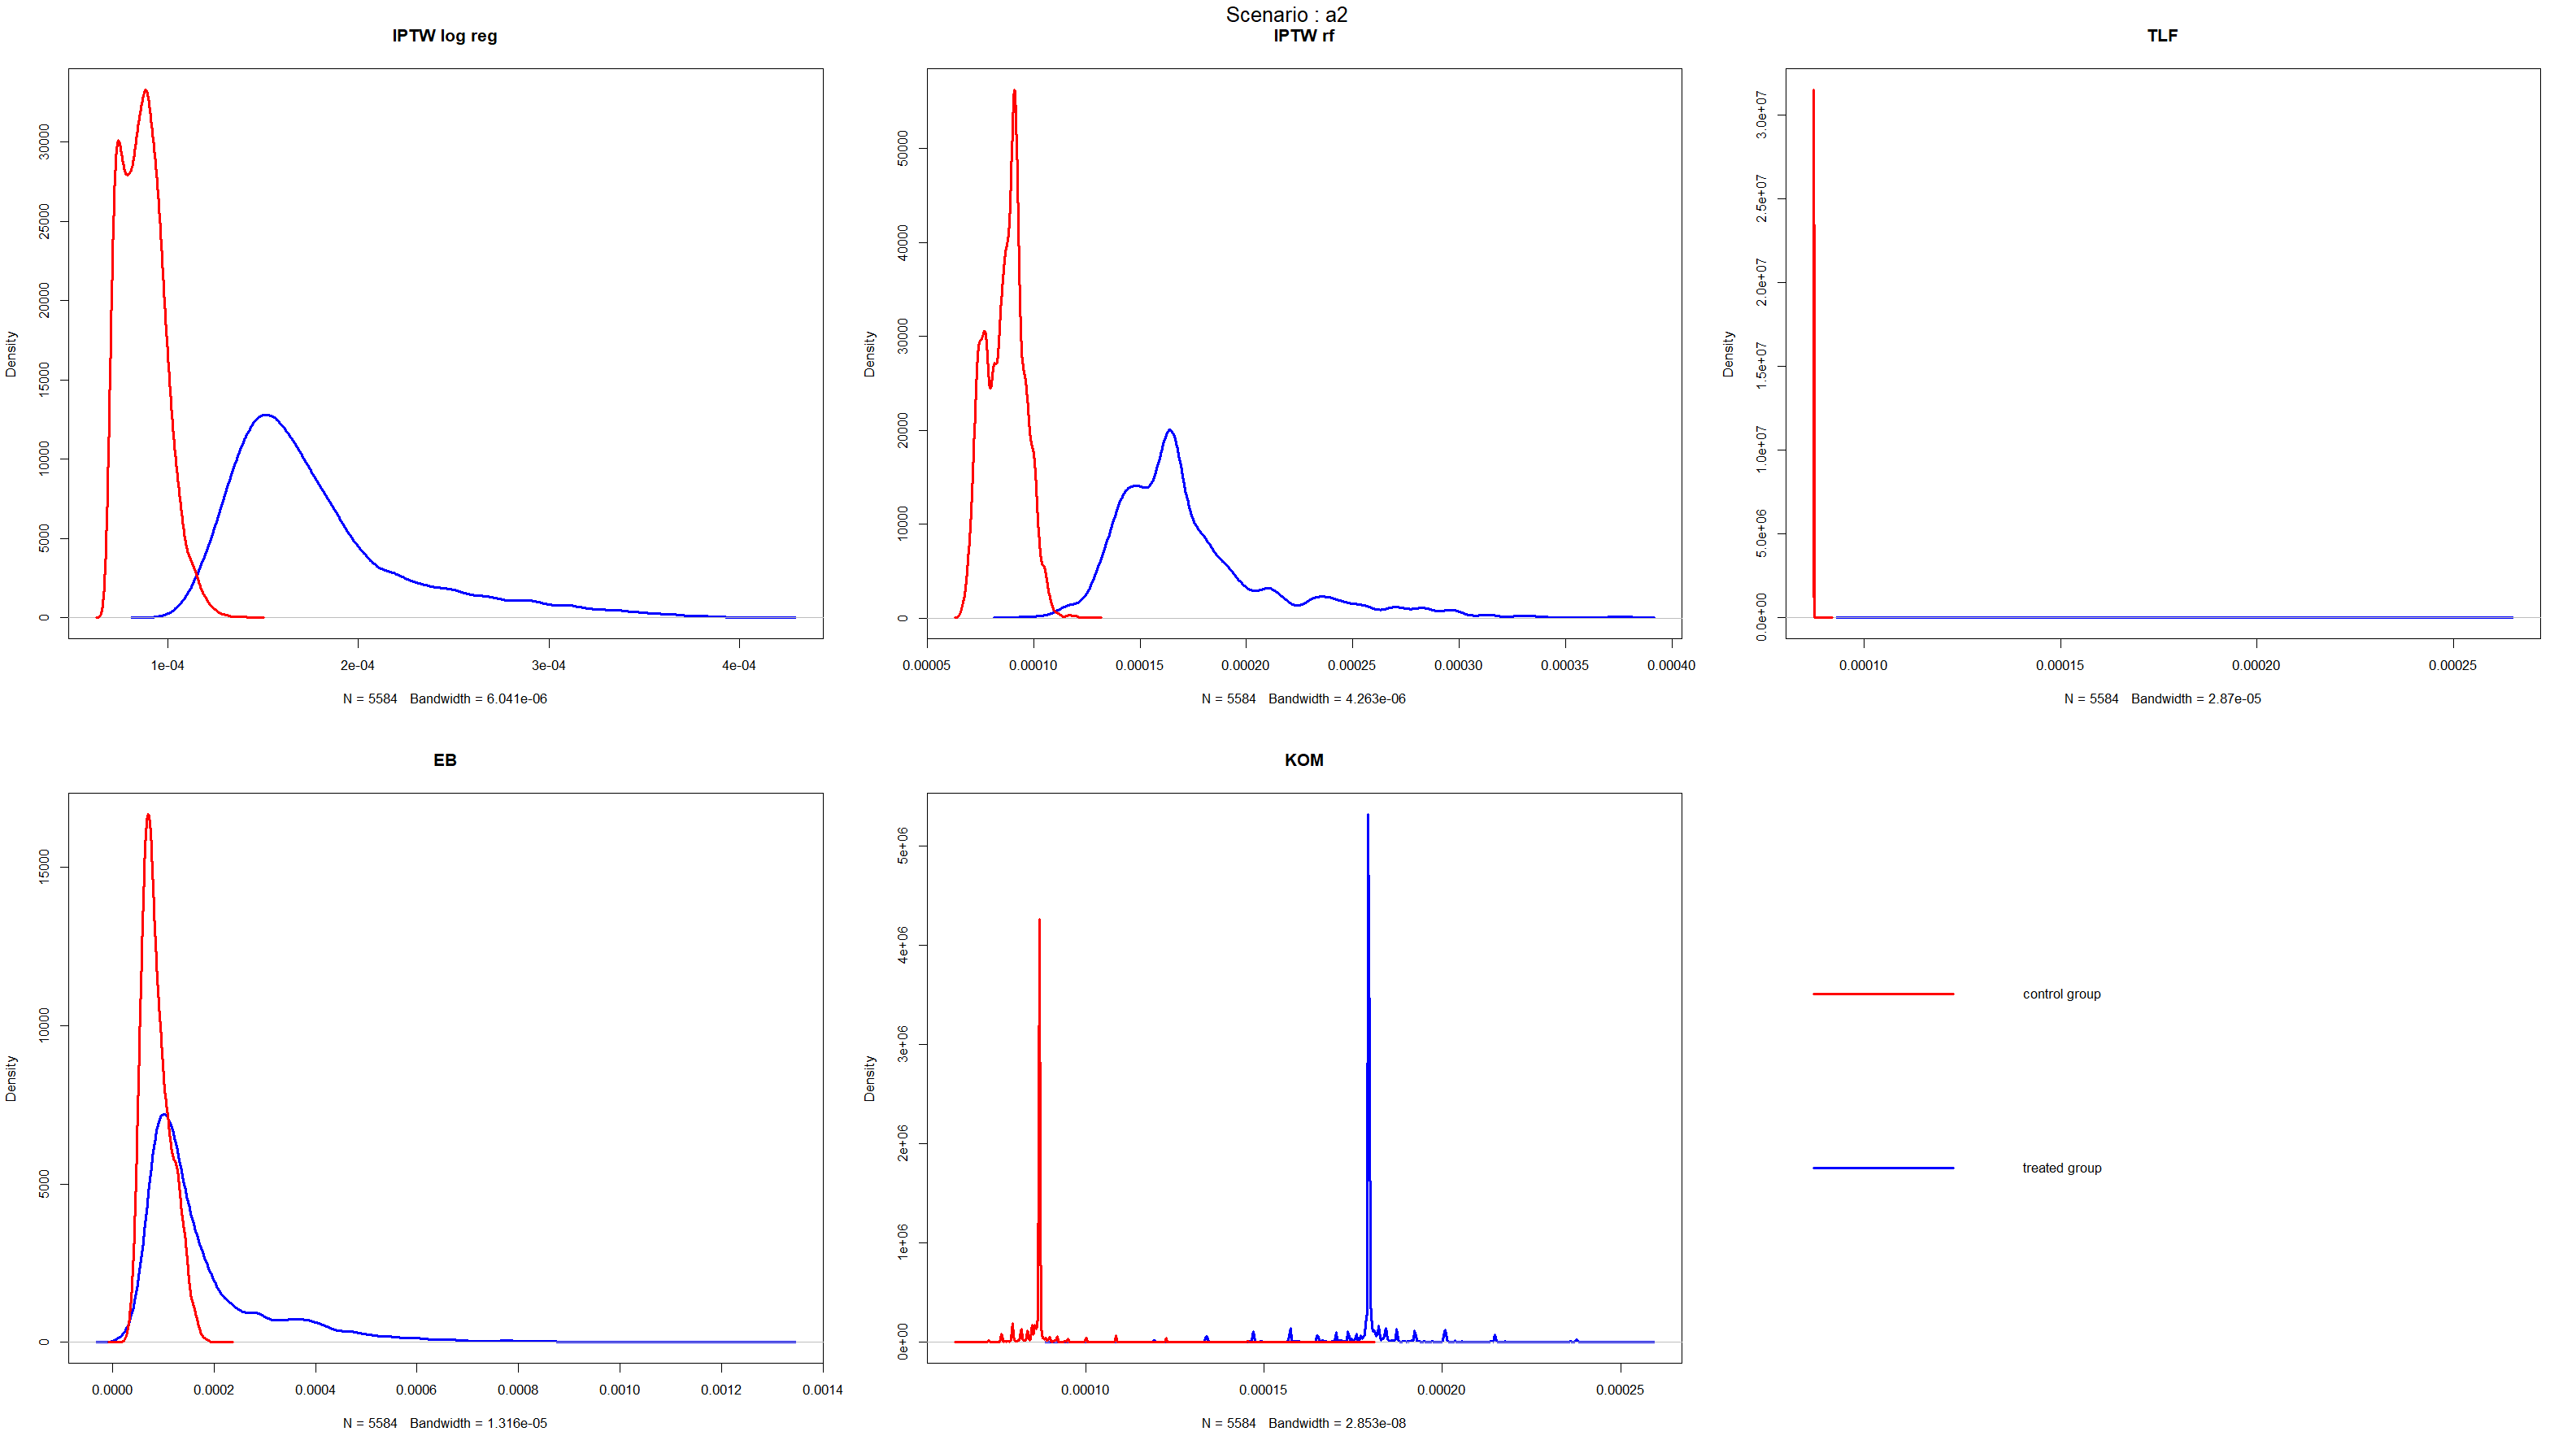 Scenario : a2
IPTW log reg
Density
0
5000
10000
15000
20000
25000
30000
1e-04 2e-04 3e-04 4e-04
N = 5584 Bandwidth = 6.041e-06
IPTW rf
Density
0
10000
20000
30000
40000
50000
0.00005 0.00010 0.00015 0.00020 0.00025 0.00030 0.00035 0.00040
N = 5584 Bandwidth = 4.263e-06
TLF
Density
0.0e+00
5.0e+06
1.0e+07
1.5e+07
2.0e+07
2.5e+07
3.0e+07
0.00010 0.00015 0.00020 0.00025
N = 5584 Bandwidth = 2.87e-05
EB
Density
0
5000
10000
15000
0.0000 0.0002 0.0004 0.0006 0.0008 0.0010 0.0012 0.0014
N = 5584 Bandwidth = 1.316e-05
KOM
Density
0e+00
1e+06
2e+06
3e+06
4e+06
5e+06
0.00010 0.00015 0.00020 0.00025
N = 5584 Bandwidth = 2.853e-08
control group
treated group